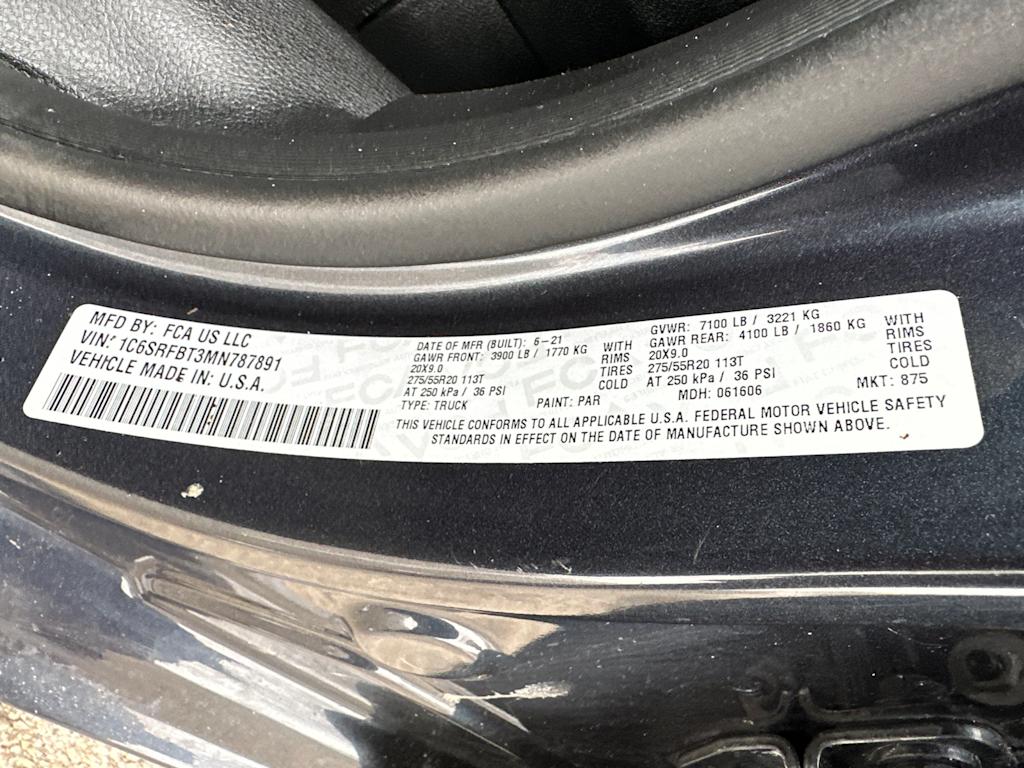 MFD BY: FCA US LLC
VIN: 1C6SRFBT3MN787891
VEHICLE MADE IN: U.S.A.
DATE OF MFR (BUILT): 6-21
GAWR FRONT: 3900 LB / 1770 KG WITH
20X9.0 RIMS
275/55R20 113T TIRES
AT 250 kPa / 36 PSI COLD
TYPE: TRUCK PAINT: PAR
GVWR: 7100 LB / 3221 KG
GAWR REAR: 4100 LB / 1860 KG WITH
20X9.0 RIMS
275/55R20 113T TIRES
AT 250 kPa / 36 PSI COLD
MDH: 061606 MKT: 875
THIS VEHICLE CONFORMS TO ALL APPLICABLE U.S.A. FEDERAL MOTOR VEHICLE SAFETY
STANDARDS IN EFFECT ON THE DATE OF MANUFACTURE SHOWN ABOVE.